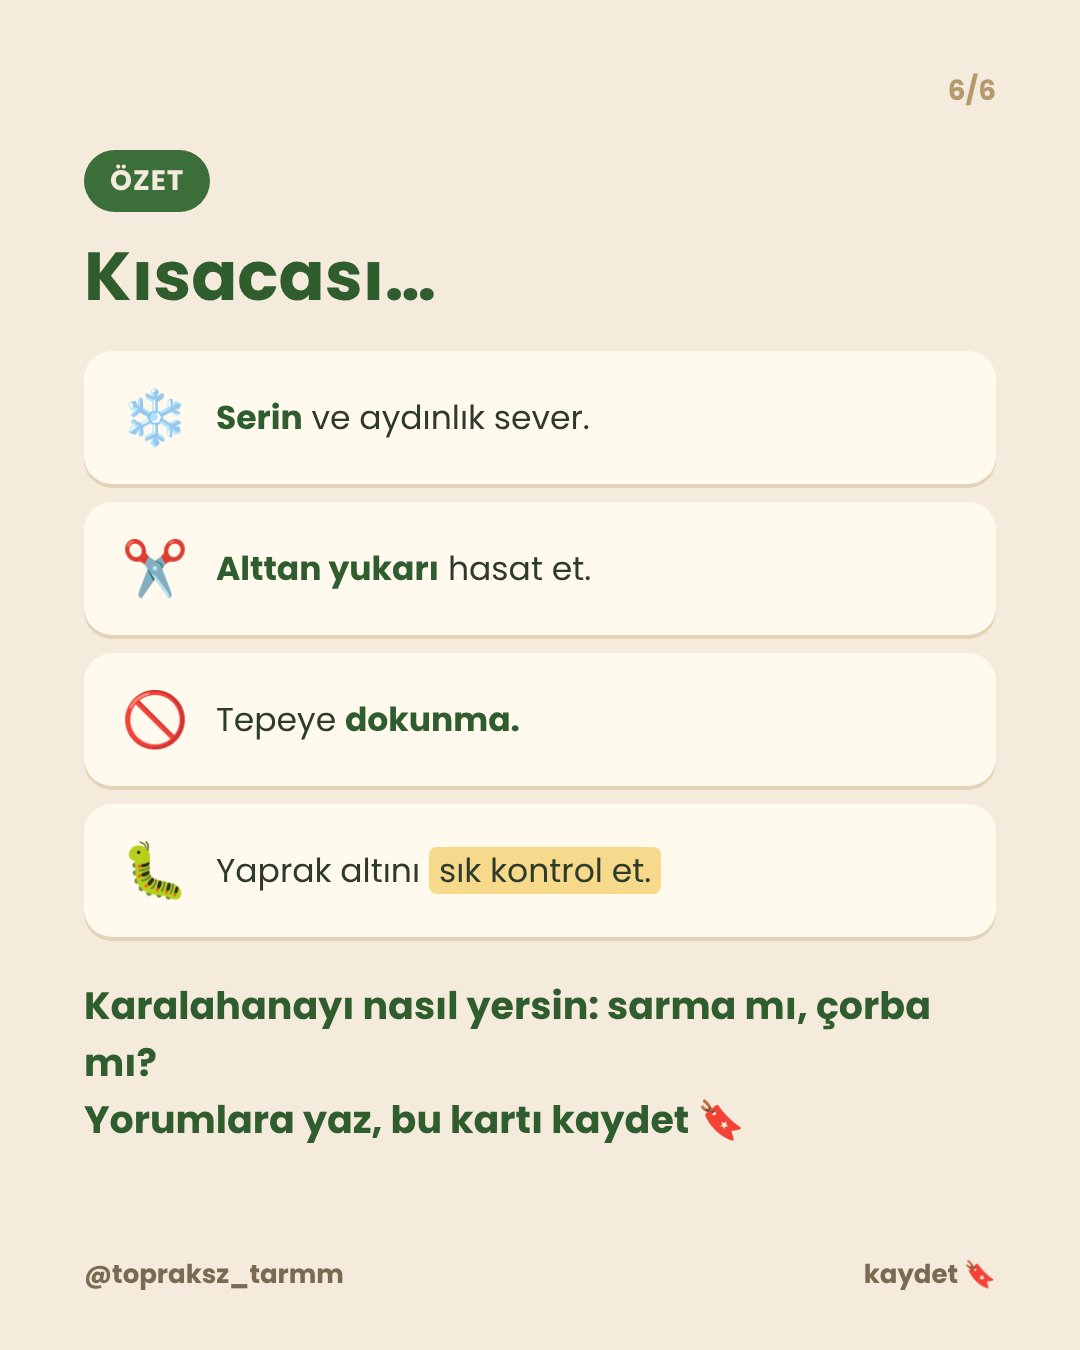 6/6
ÖZET
Kısacası...
Serin ve aydınlık sever.
Alttan yukarı hasat et.
Tepeye dokunma.
Yaprak altını sık kontrol et.
Karalahanayı nasıl yersin: sarma mı, çorba
mı?
Yorumlara yaz, bu kartı kaydet
@topraksz_tarmm
kaydet